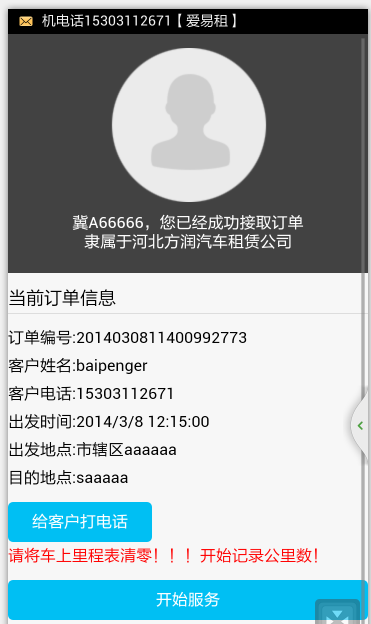 机电话15303112671【爱易租】
冀A66666，您已经成功接取订单
隶属于河北方润汽车租赁公司
当前订单信息
订单编号:2014030811400992773
客户姓名:baipenger
客户电话:15303112671
出发时间:2014/3/8 12:15:00
出发地点:市辖区aaaaaa
目的地点:saaaaa
给客户打电话
请将车上里程表清零！！！开始记录公里数！
开始服务